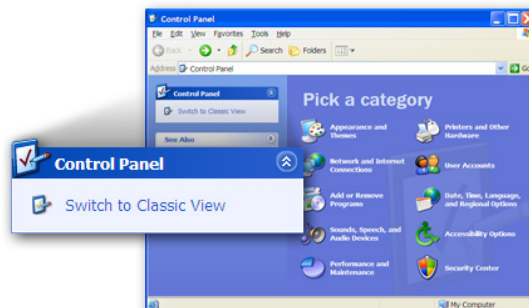 Control Panel
File Edit View Favorites Tools Help
Back Search Folders
Address Control Panel Go
Control Panel
Switch to Classic View
See Also
Pick a category
Appearance and
Themes
Printers and Other
Hardware
Network and Internet
Connections
User Accounts
Add or Remove
Programs
Date, Time, Language,
and Regional Options
Sounds, Speech, and
Audio Devices
Accessibility Options
Performance and
Maintenance
Security Center
Control Panel
Switch to Classic View
My Computer